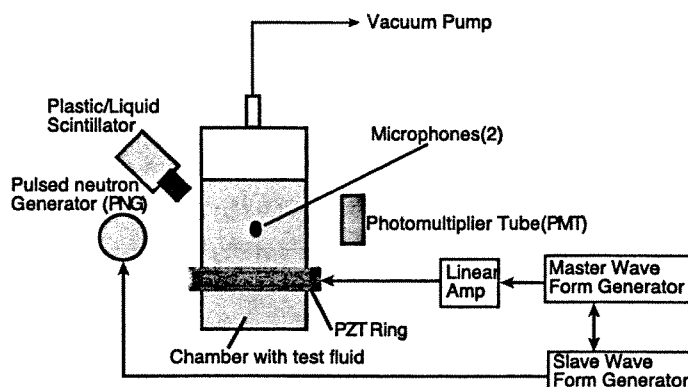 Vacuum Pump
Plastic/Liquid
Scintillator
Microphones(2)
Pulsed neutron
Generator (PNG)
Photomultiplier Tube(PMT)
Linear
Amp
Master Wave
Form Generator
PZT Ring
Chamber with test fluid
Slave Wave
Form Generator